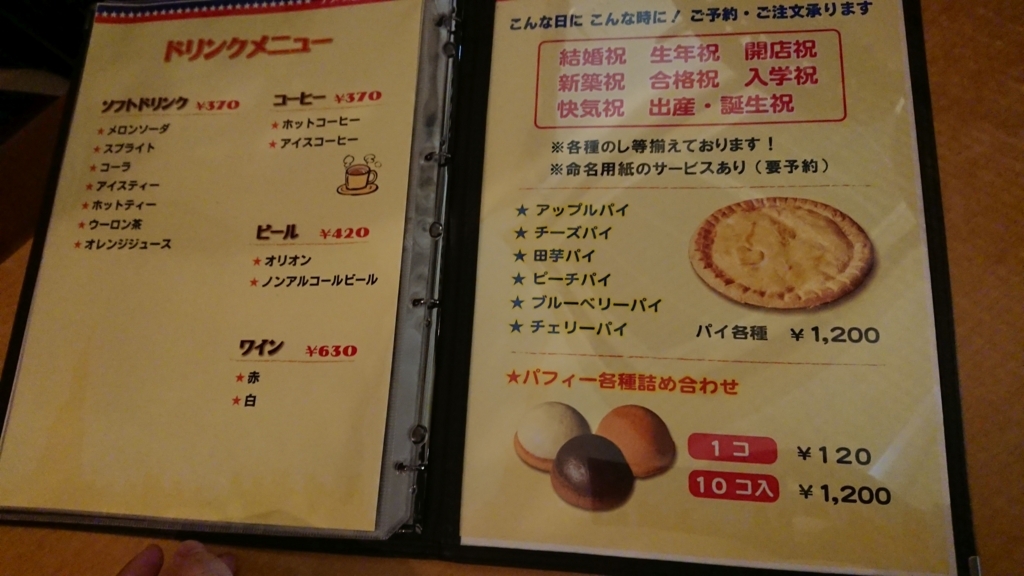 ドリンクメニュー
ソフトドリンク ¥370
★メロンソーダ
★スプライト
★コーラ
★アイスティー
★ホットティー
★ウーロン茶
★オレンジジュース
コーヒー ¥370
★ホットコーヒー
★アイスコーヒー
ビール ¥420
★オリオン
★ノンアルコールビール
ワイン ¥630
★赤
★白
こんな日に こんな時に！ ご予約・ご注文承ります
結婚祝 生年祝 開店祝
新築祝 合格祝 入学祝
快気祝 出産・誕生祝
※各種のし等揃えております！
※命名用紙のサービスあり（要予約）
★ アップルパイ
★ チーズパイ
★ 田芋パイ
★ ピーチパイ
★ ブルーベリーパイ
★ チェリーパイ
パイ各種 ¥1,200
★パフィー各種詰め合わせ
1コ ¥120
10コ入 ¥1,200